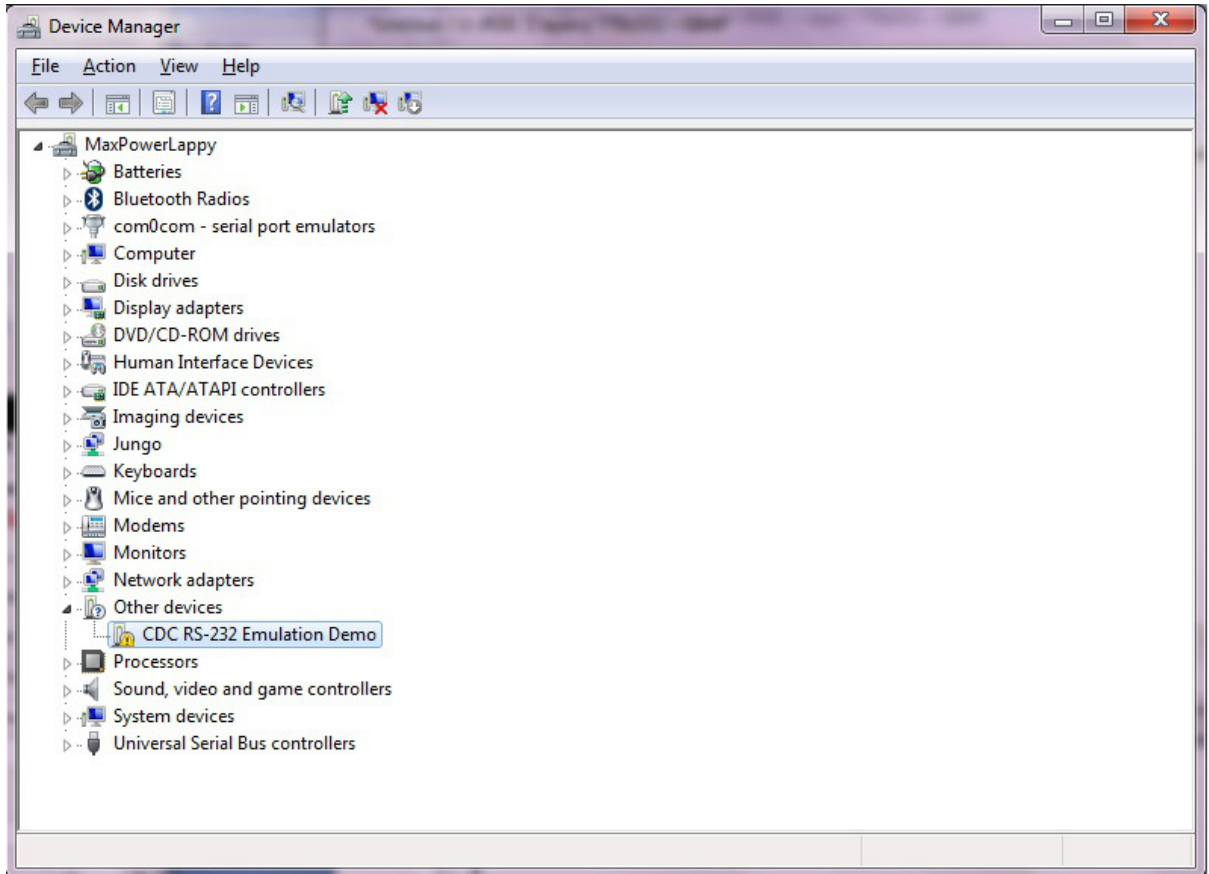 Device Manager
File Action View Help
MaxPowerLappy
Batteries
Bluetooth Radios
com0com - serial port emulators
Computer
Disk drives
Display adapters
DVD/CD-ROM drives
Human Interface Devices
IDE ATA/ATAPI controllers
Imaging devices
Jungo
Keyboards
Mice and other pointing devices
Modems
Monitors
Network adapters
Other devices
CDC RS-232 Emulation Demo
Processors
Sound, video and game controllers
System devices
Universal Serial Bus controllers